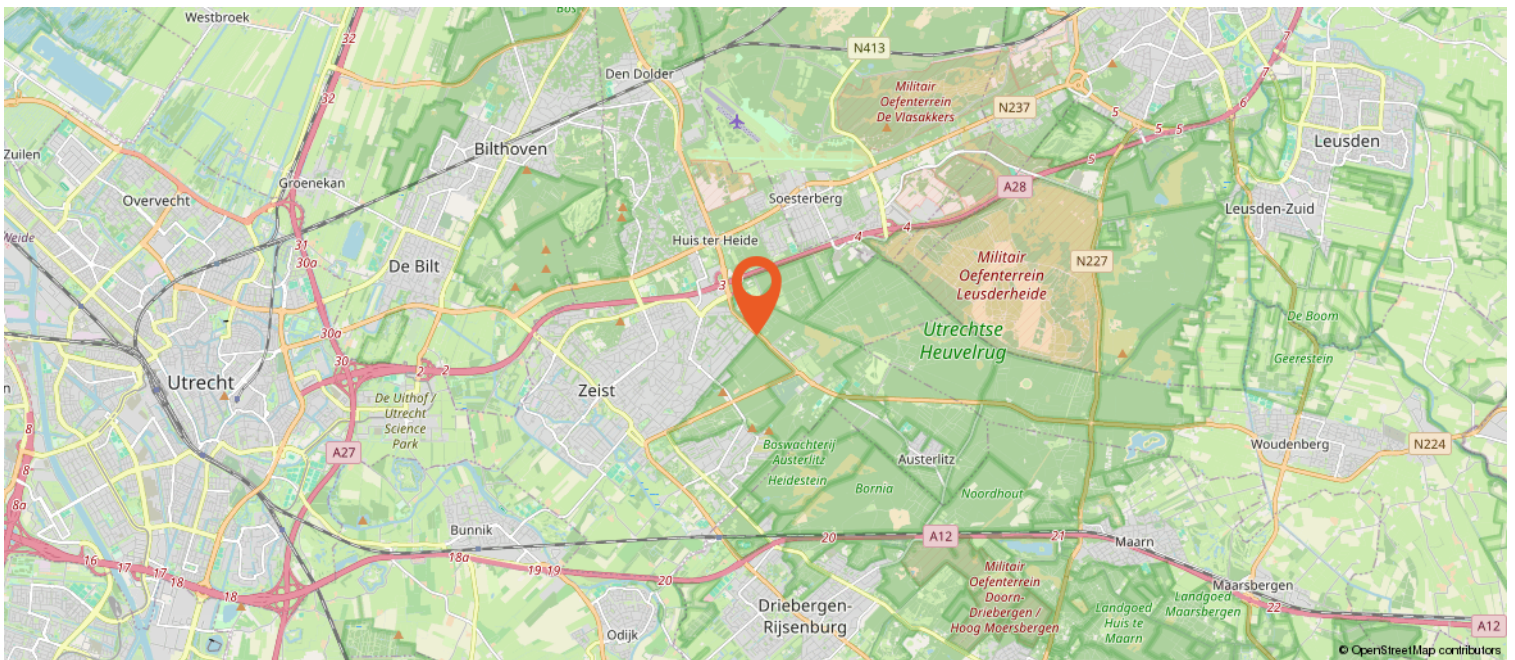 Westbroek
Bos
32
N413
7
Den Dolder
Militair
Oefenterrein
De Vlasakkers
7
32
N237
6
5
5
5
Leusden
Zuilen
Bilthoven
5
Groenekan
A28
Overvecht
Soesterberg
Leusden-Zuid
Weide
31
4
4
Huis ter Heide
30a
De Bilt
Militair
Oefenterrein
Leusderheide
N227
3
De Boom
30a
Utrechtse
Heuvelrug
Geerestein
30
2
2
Utrecht
Zeist
n
De Uithof /
Utrecht
Science
Park
8
A27
Boswachterij
Austerlitz
Heidestein
Austerlitz
Woudenberg
N224
8
Bornia
Noordhout
8a
Bunnik
20
A12
21
Maarn
16
17
17
18
18
18a
19
19
20
Militair
Oefenterrein
Doorn-
Driebergen /
Hoog Moersbergen
Maarsbergen
Landgoed
Maarsbergen
22
Driebergen-
Rijsenburg
Landgoed
Huis te
Maarn
A12
Odijk
© OpenStreetMap contributors